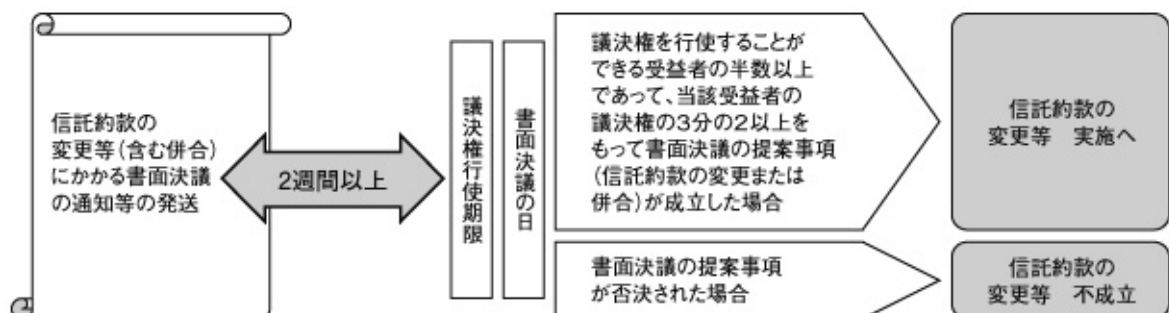 信託約款の
変更等(含む併合)
にかかる書面決議
の通知等の発送
2週間以上
議決権行使期限
書面決議の日
議決権を行使することが
できる受益者の半数以上
であって、当該受益者の
議決権の3分の2以上を
もって書面決議の提案事項
(信託約款の変更または
併合)が成立した場合
信託約款の
変更等 実施へ
書面決議の提案事項
が否決された場合
信託約款の
変更等 不成立